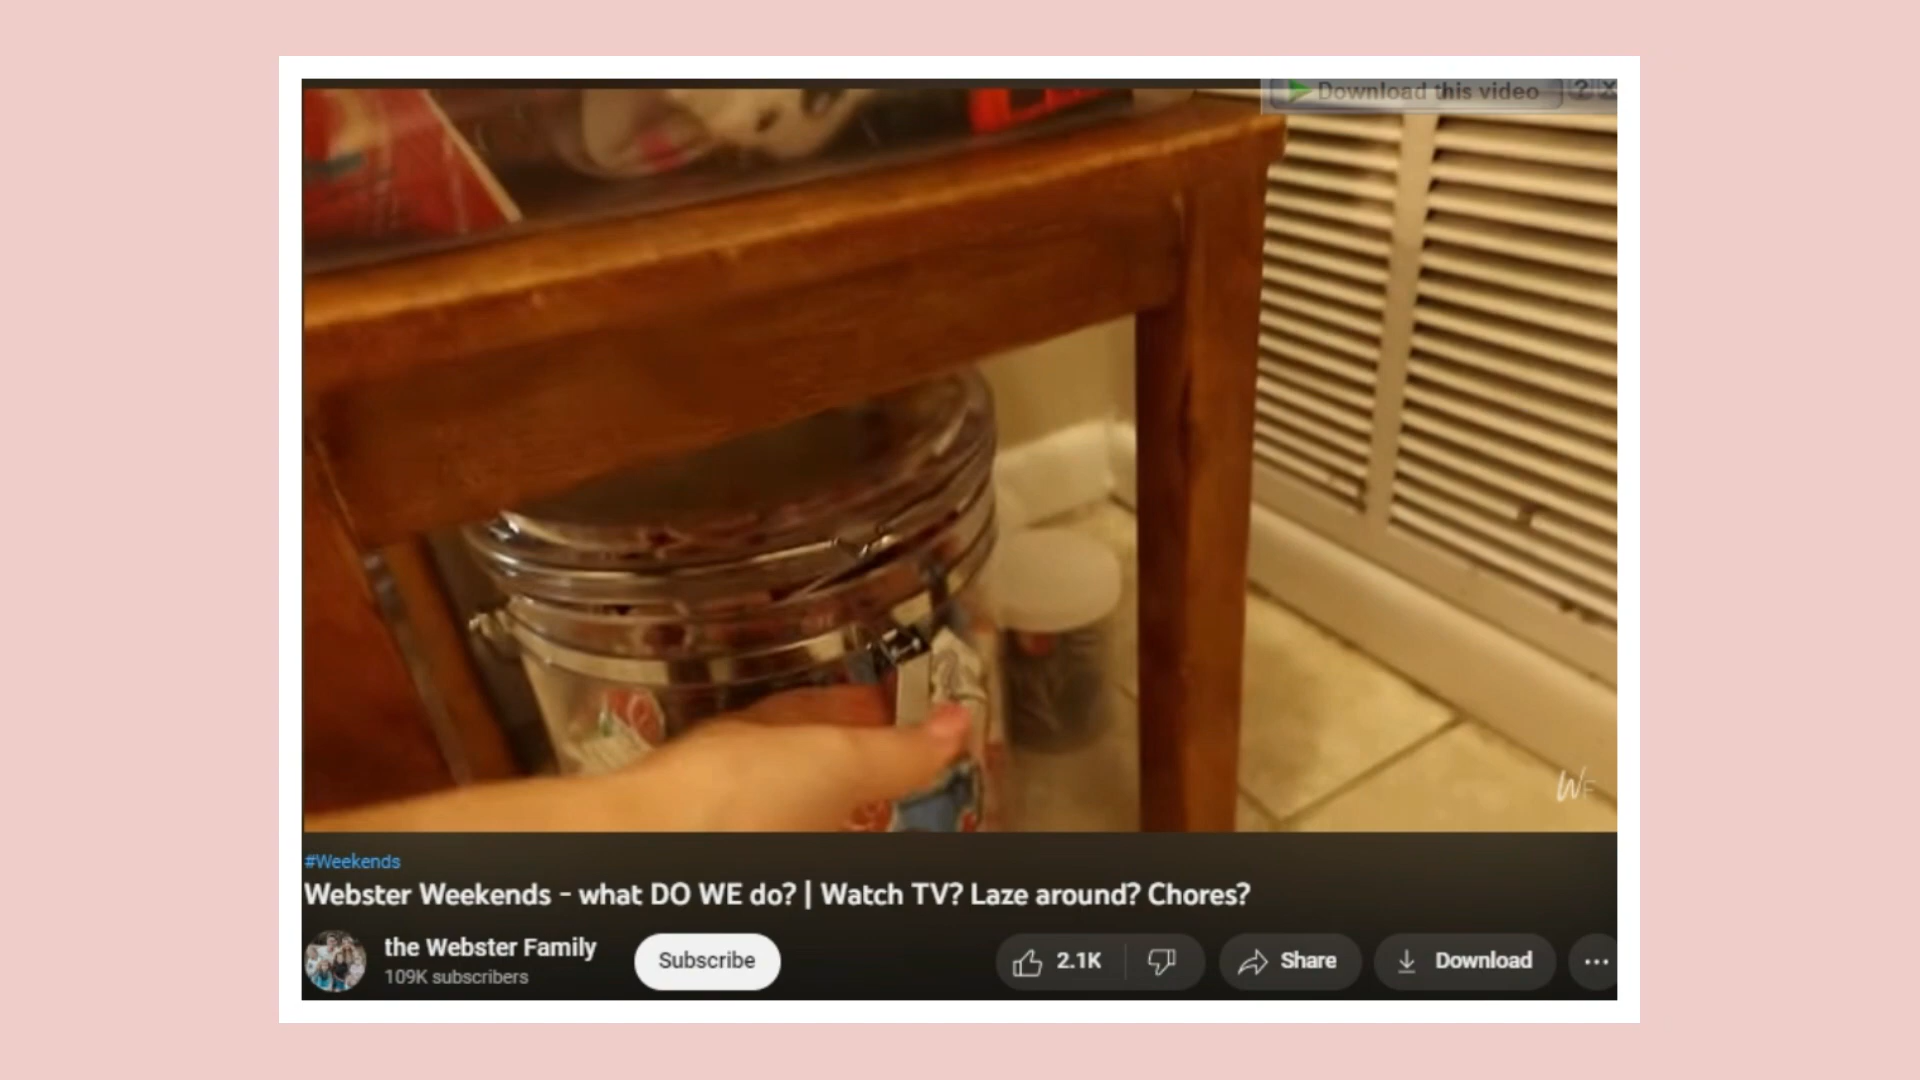 Download this video ? X
WF
#Weekends
Webster Weekends - what DO WE do? | Watch TV? Laze around? Chores?
the Webster Family
109K subscribers
Subscribe
2.1K
Share
Download